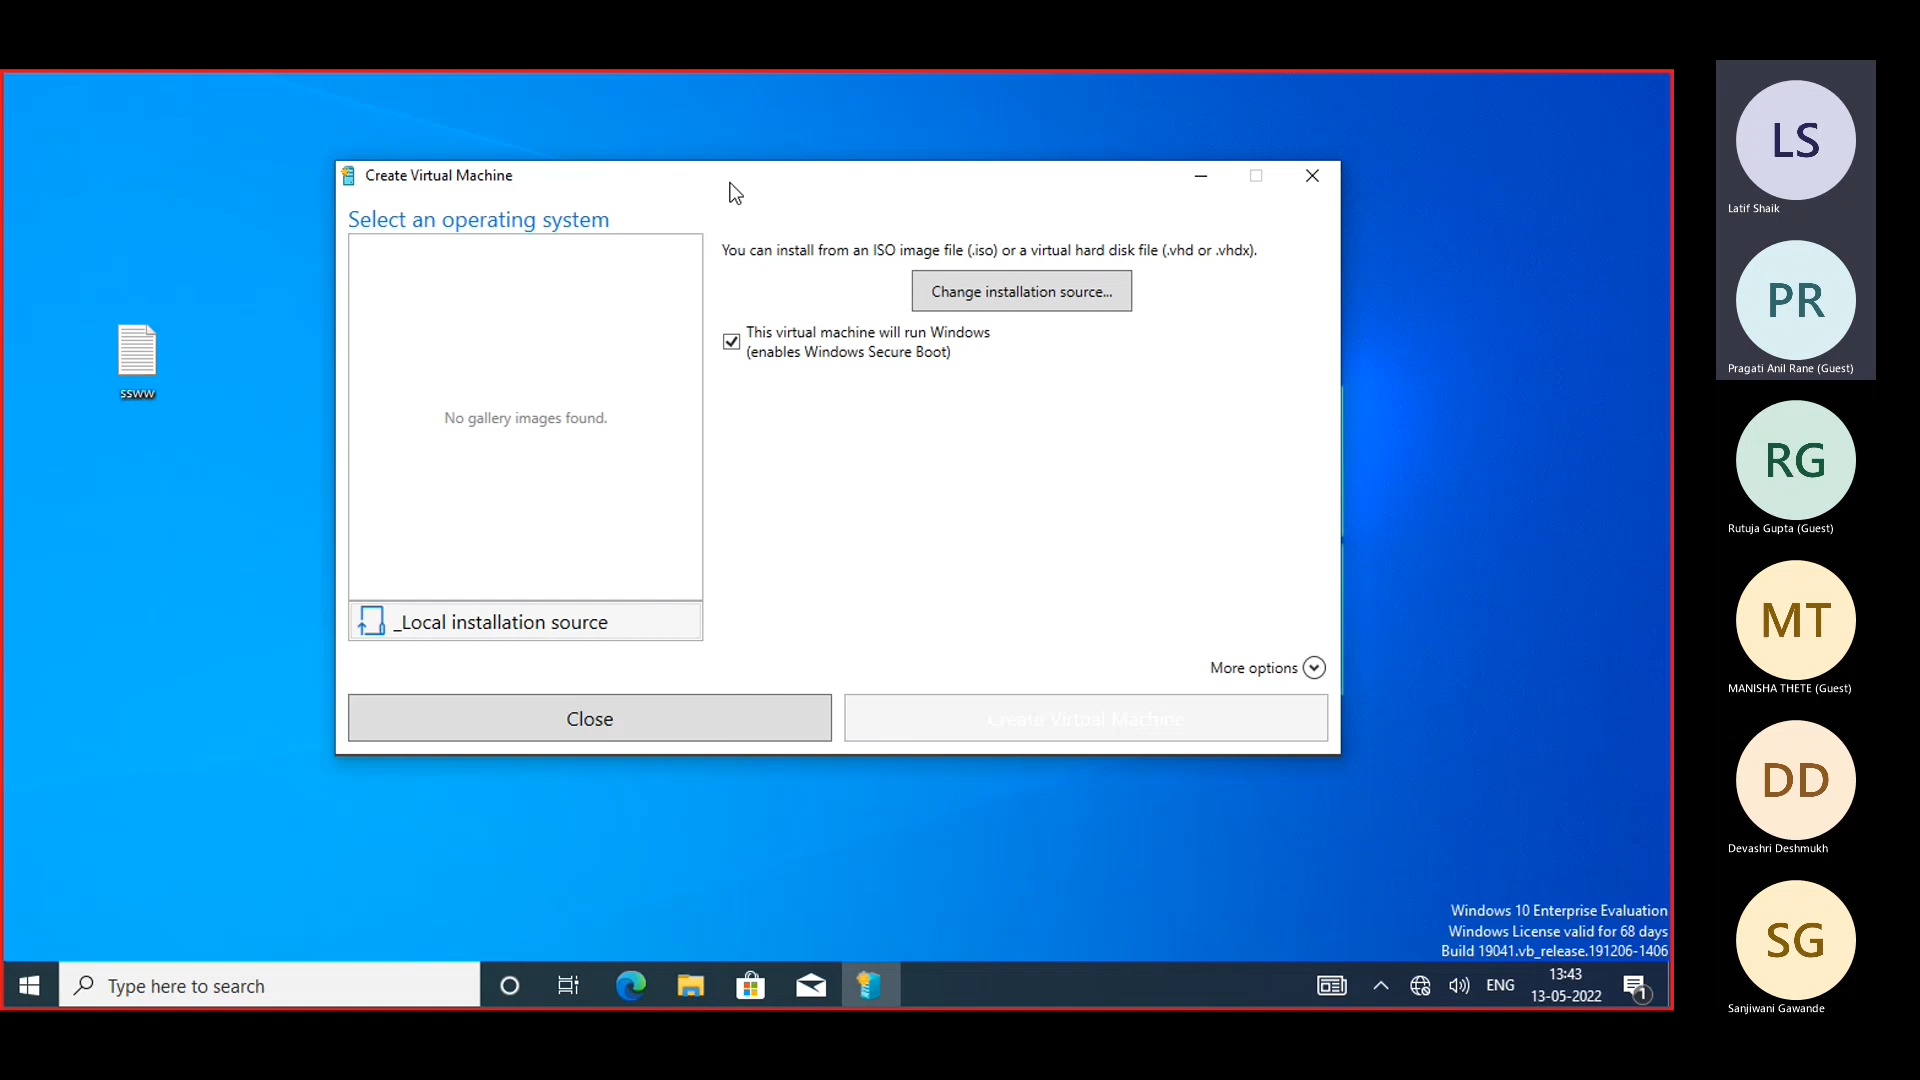 Create Virtual Machine
Select an operating system
You can install from an ISO image file (.iso) or a virtual hard disk file (.vhd or .vhdx).
Change installation source...
This virtual machine will run Windows
(enables Windows Secure Boot)
No gallery images found.
_Local installation source
More options
Close
Create Virtual Machine
ssww
Windows 10 Enterprise Evaluation
Windows License valid for 68 days
Build 19041.vb_release.191206-1406
Type here to search
ENG
13:43
13-05-2022
1
LS
Latif Shaik
PR
Pragati Anil Rane (Guest)
RG
Rutuja Gupta (Guest)
MT
MANISHA THETE (Guest)
DD
Devashri Deshmukh
SG
Sanjiwani Gawande